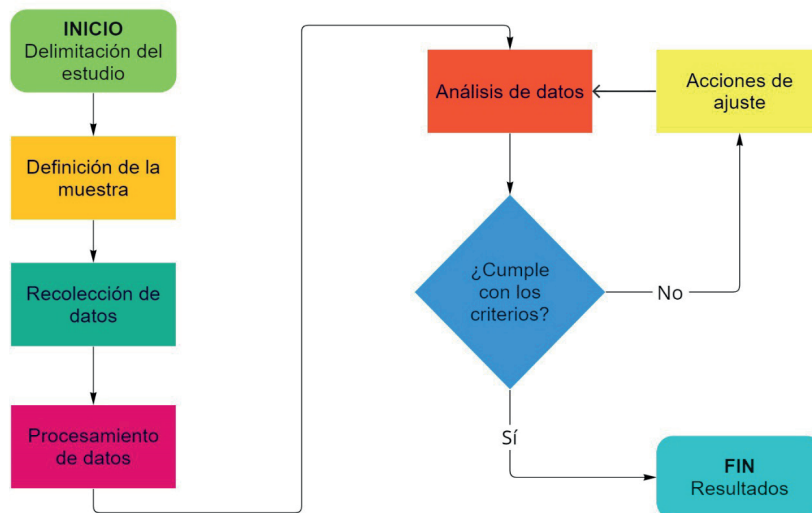 INICIO
Delimitación del
estudio
Definición de la
muestra
Recolección de
datos
Procesamiento
de datos
Análisis de datos
Acciones de
ajuste
¿Cumple
con los
criterios?
No
Sí
FIN
Resultados